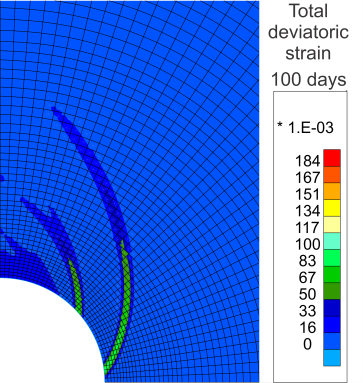 Total
deviatoric
strain
100 days
* 1.E-03
184
167
151
134
117
100
83
67
50
33
16
0